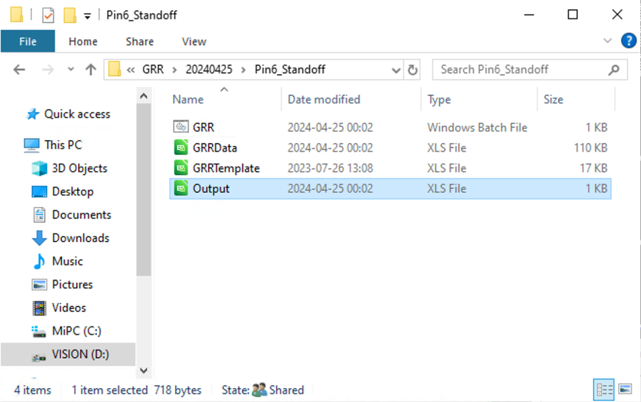 Pin6_Standoff
File Home Share View
« GRR > 20240425 > Pin6_Standoff Search Pin6_Standoff
Name Date modified Type Size
Quick access
This PC
3D Objects
Desktop
Documents
Downloads
Music
Pictures
Videos
MiPC (C:)
VISION (D:)
GRR 2024-04-25 00:02 Windows Batch File 1 KB
GRRData 2024-04-25 00:02 XLS File 110 KB
GRRTemplate 2023-07-26 13:08 XLS File 17 KB
Output 2024-04-25 00:02 XLS File 1 KB
4 items 1 item selected 718 bytes State: Shared